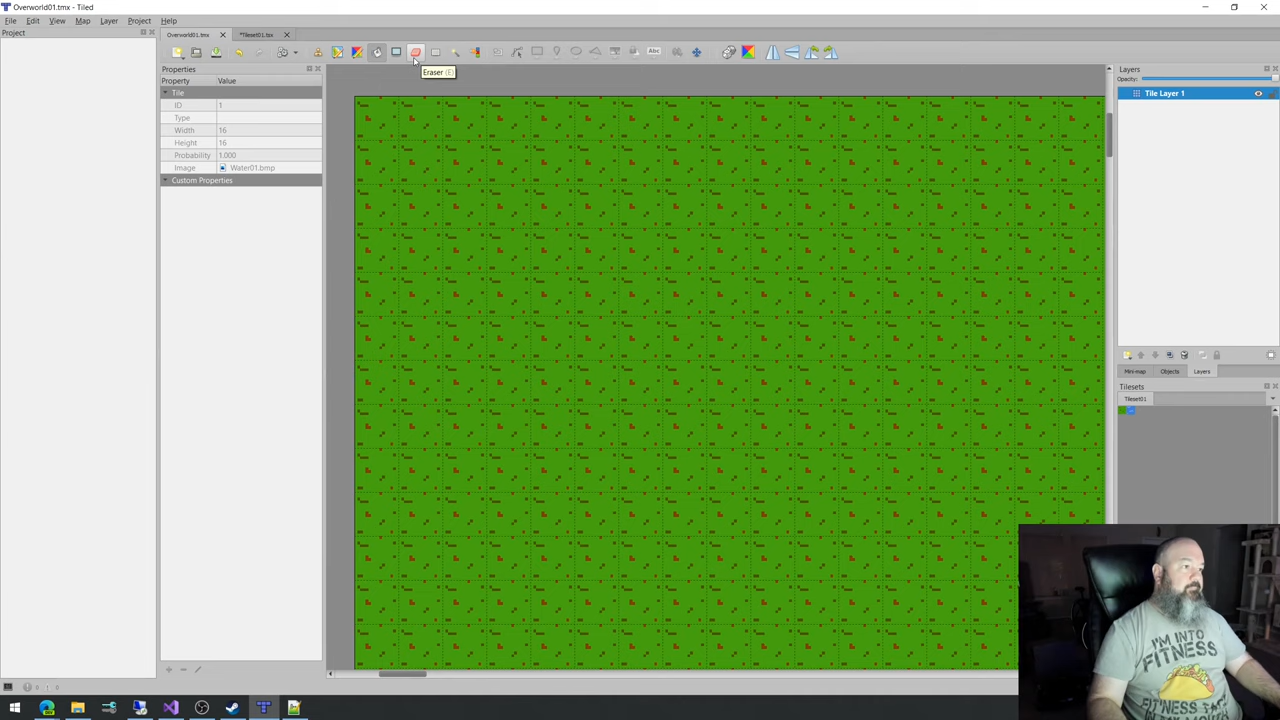 Overworld01.tmx - Tiled
File Edit View Map Layer Project Help
Project
Overworld01.tmx
*Tileset01.tsx
Abc
Eraser (E)
Properties
Property Value
Tile
ID 1
Type
Width 16
Height 16
Probability 1.000
Image Water01.bmp
Custom Properties
Layers
Opacity:
Tile Layer 1
Mini-map Objects Layers
Tilesets
Tileset01
I'M INTO
FITNESS
FITNESS